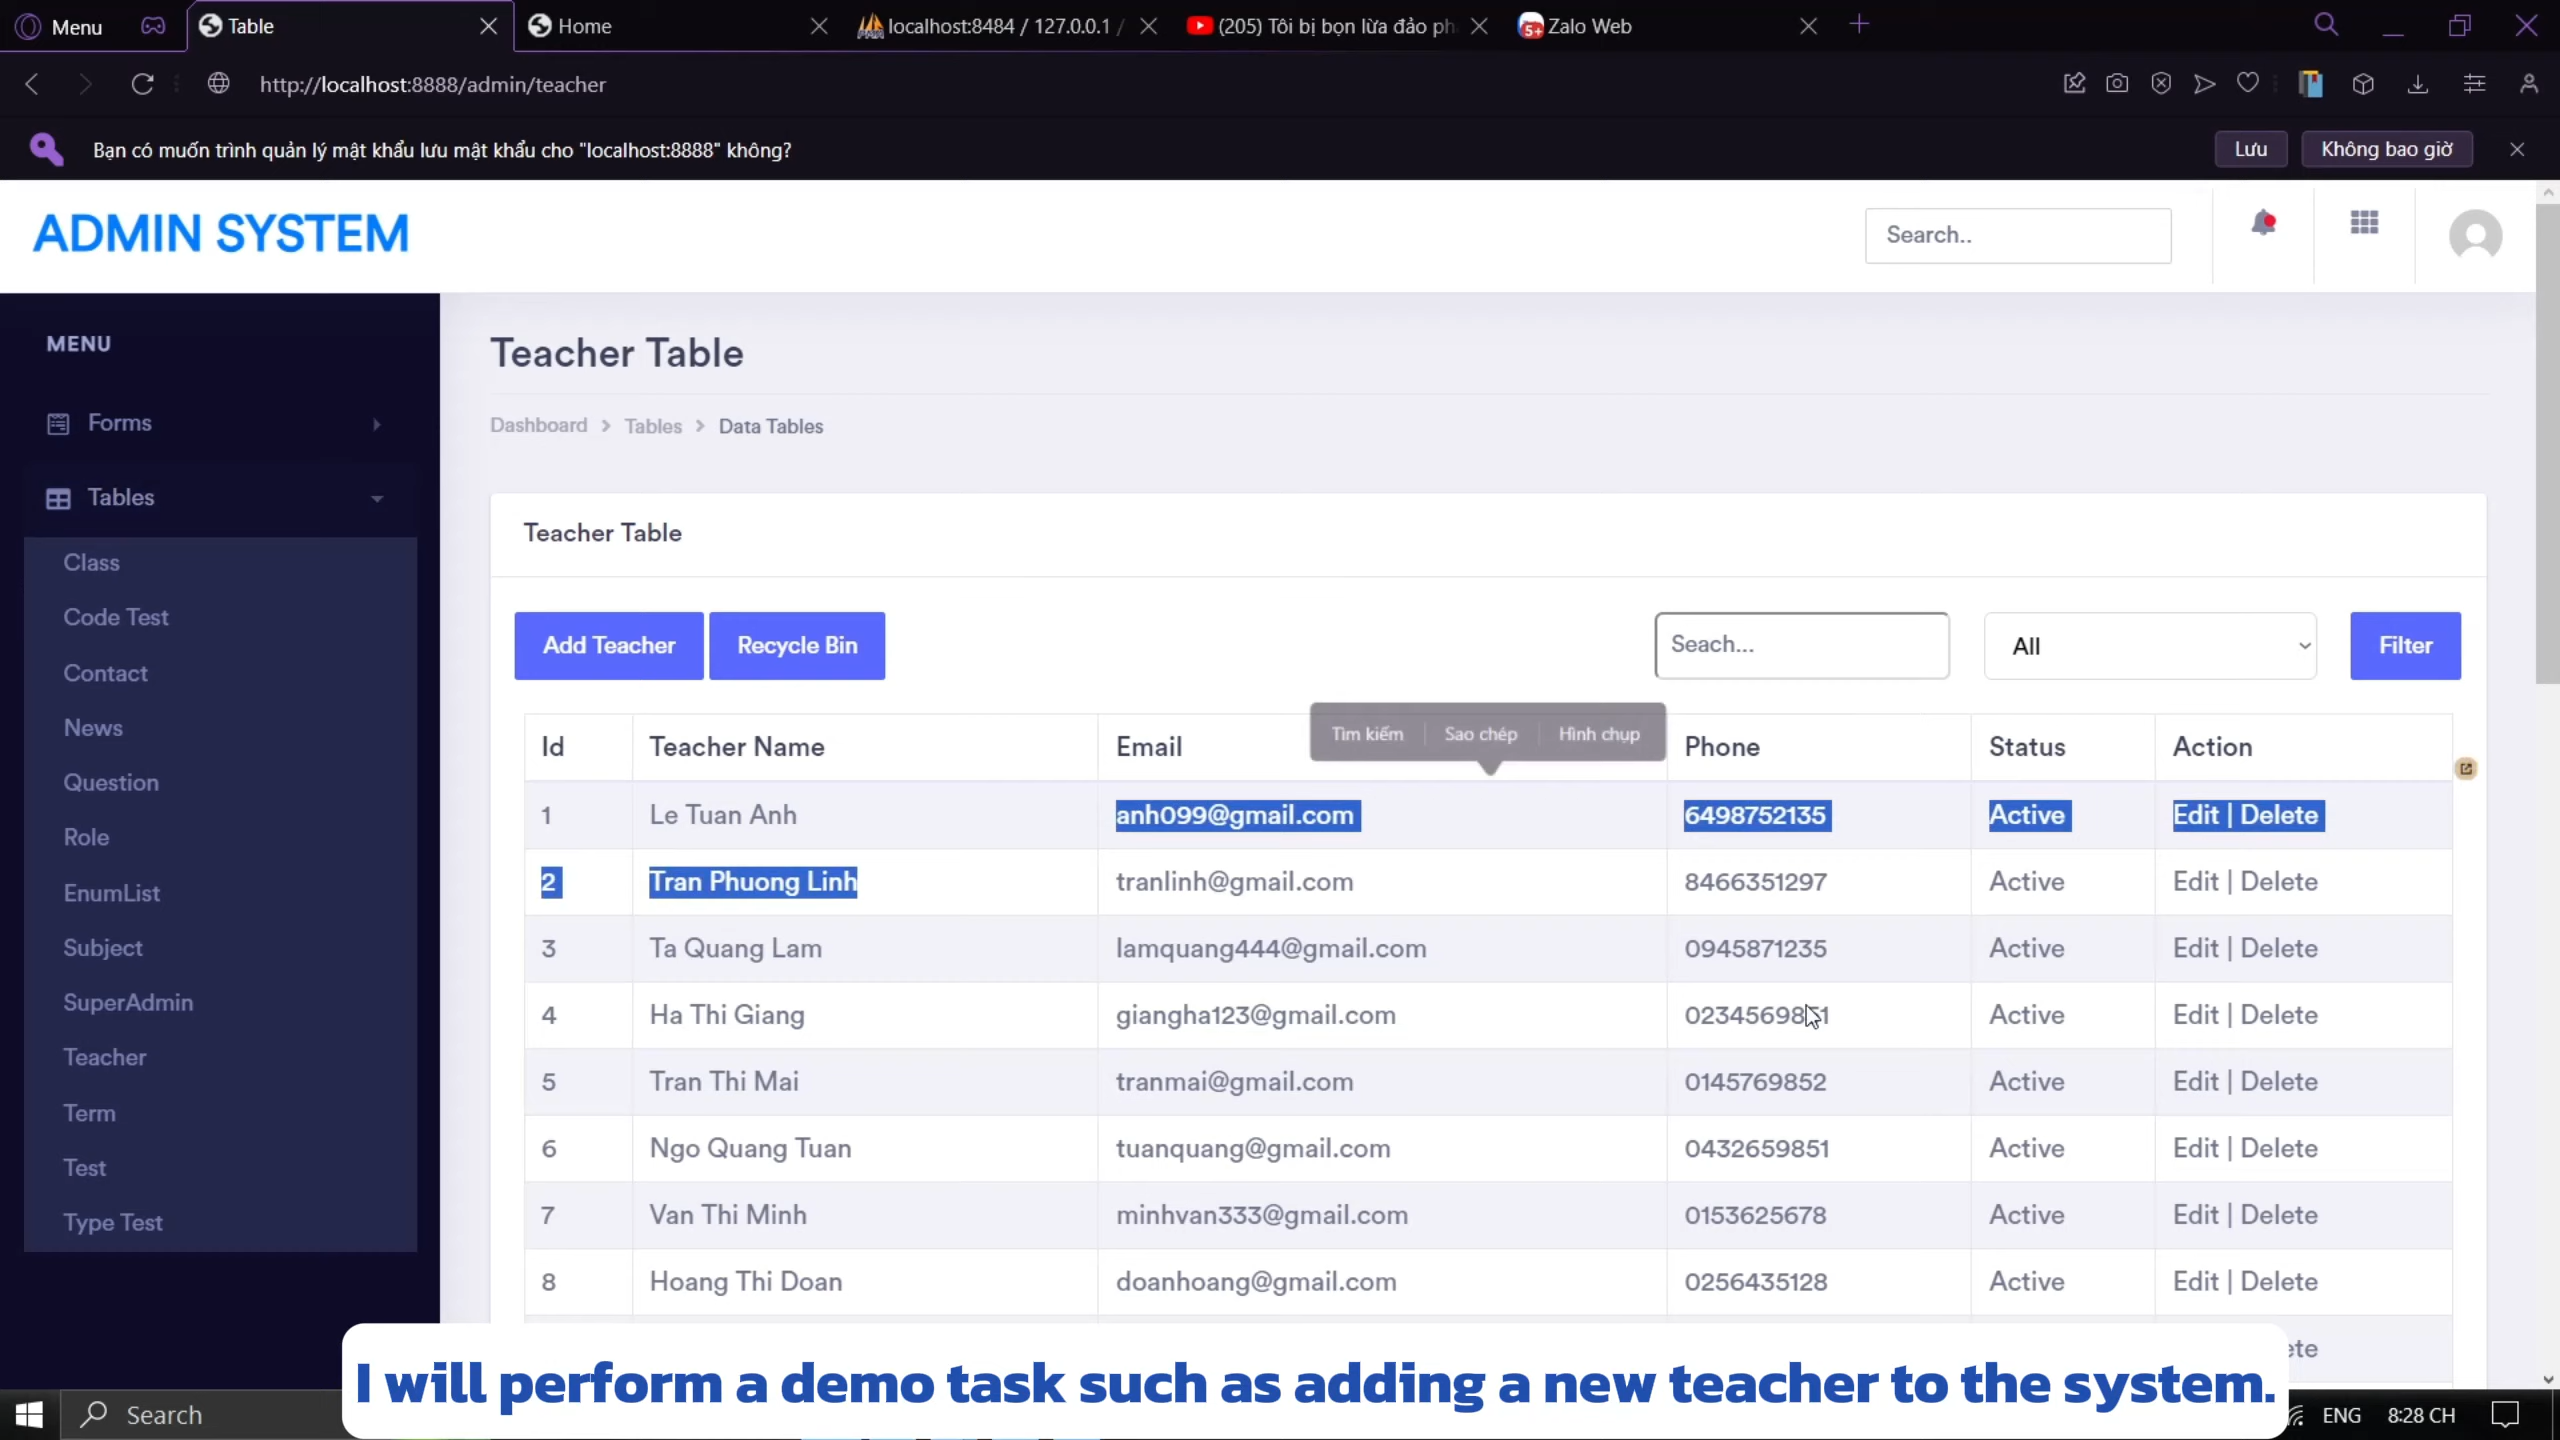 Menu
Table
Home
localhost:8484 / 127.0.0.1 /
(205) Tôi bị bọn lừa đảo ph
5+
Zalo Web
http://localhost:8888/admin/teacher
Bạn có muốn trình quản lý mật khẩu lưu mật khẩu cho "localhost:8888" không?
Lưu
Không bao giờ
ADMIN SYSTEM
Search..
MENU
Forms
Tables
Class
Code Test
Contact
News
Question
Role
EnumList
Subject
SuperAdmin
Teacher
Term
Test
Type Test
Teacher Table
Dashboard > Tables > Data Tables
Teacher Table
Add Teacher Recycle Bin
Seach...
All
Filter
Tìm kiếm Sao chép Hình chụp
Id Teacher Name Email Phone Status Action
1 Le Tuan Anh anh099@gmail.com 6498752135 Active Edit | Delete
2 Tran Phuong Linh tranlinh@gmail.com 8466351297 Active Edit | Delete
3 Ta Quang Lam lamquang444@gmail.com 0945871235 Active Edit | Delete
4 Ha Thi Giang giangha123@gmail.com 0234569851 Active Edit | Delete
5 Tran Thi Mai tranmai@gmail.com 0145769852 Active Edit | Delete
6 Ngo Quang Tuan tuanquang@gmail.com 0432659851 Active Edit | Delete
7 Van Thi Minh minhvan333@gmail.com 0153625678 Active Edit | Delete
8 Hoang Thi Doan doanhoang@gmail.com 0256435128 Active Edit | Delete
I will perform a demo task such as adding a new teacher to the system.
Search
ENG
8:28 CH